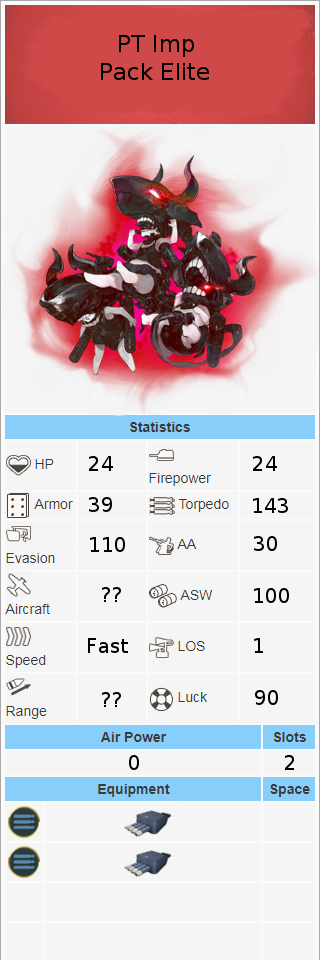 PT Imp
Pack Elite
Statistics
HP 24 Firepower 24
Armor 39 Torpedo 143
Evasion 110 AA 30
Aircraft ?? ASW 100
Speed Fast LOS 1
Range ?? Luck 90
Air Power Slots
0 2
Equipment Space